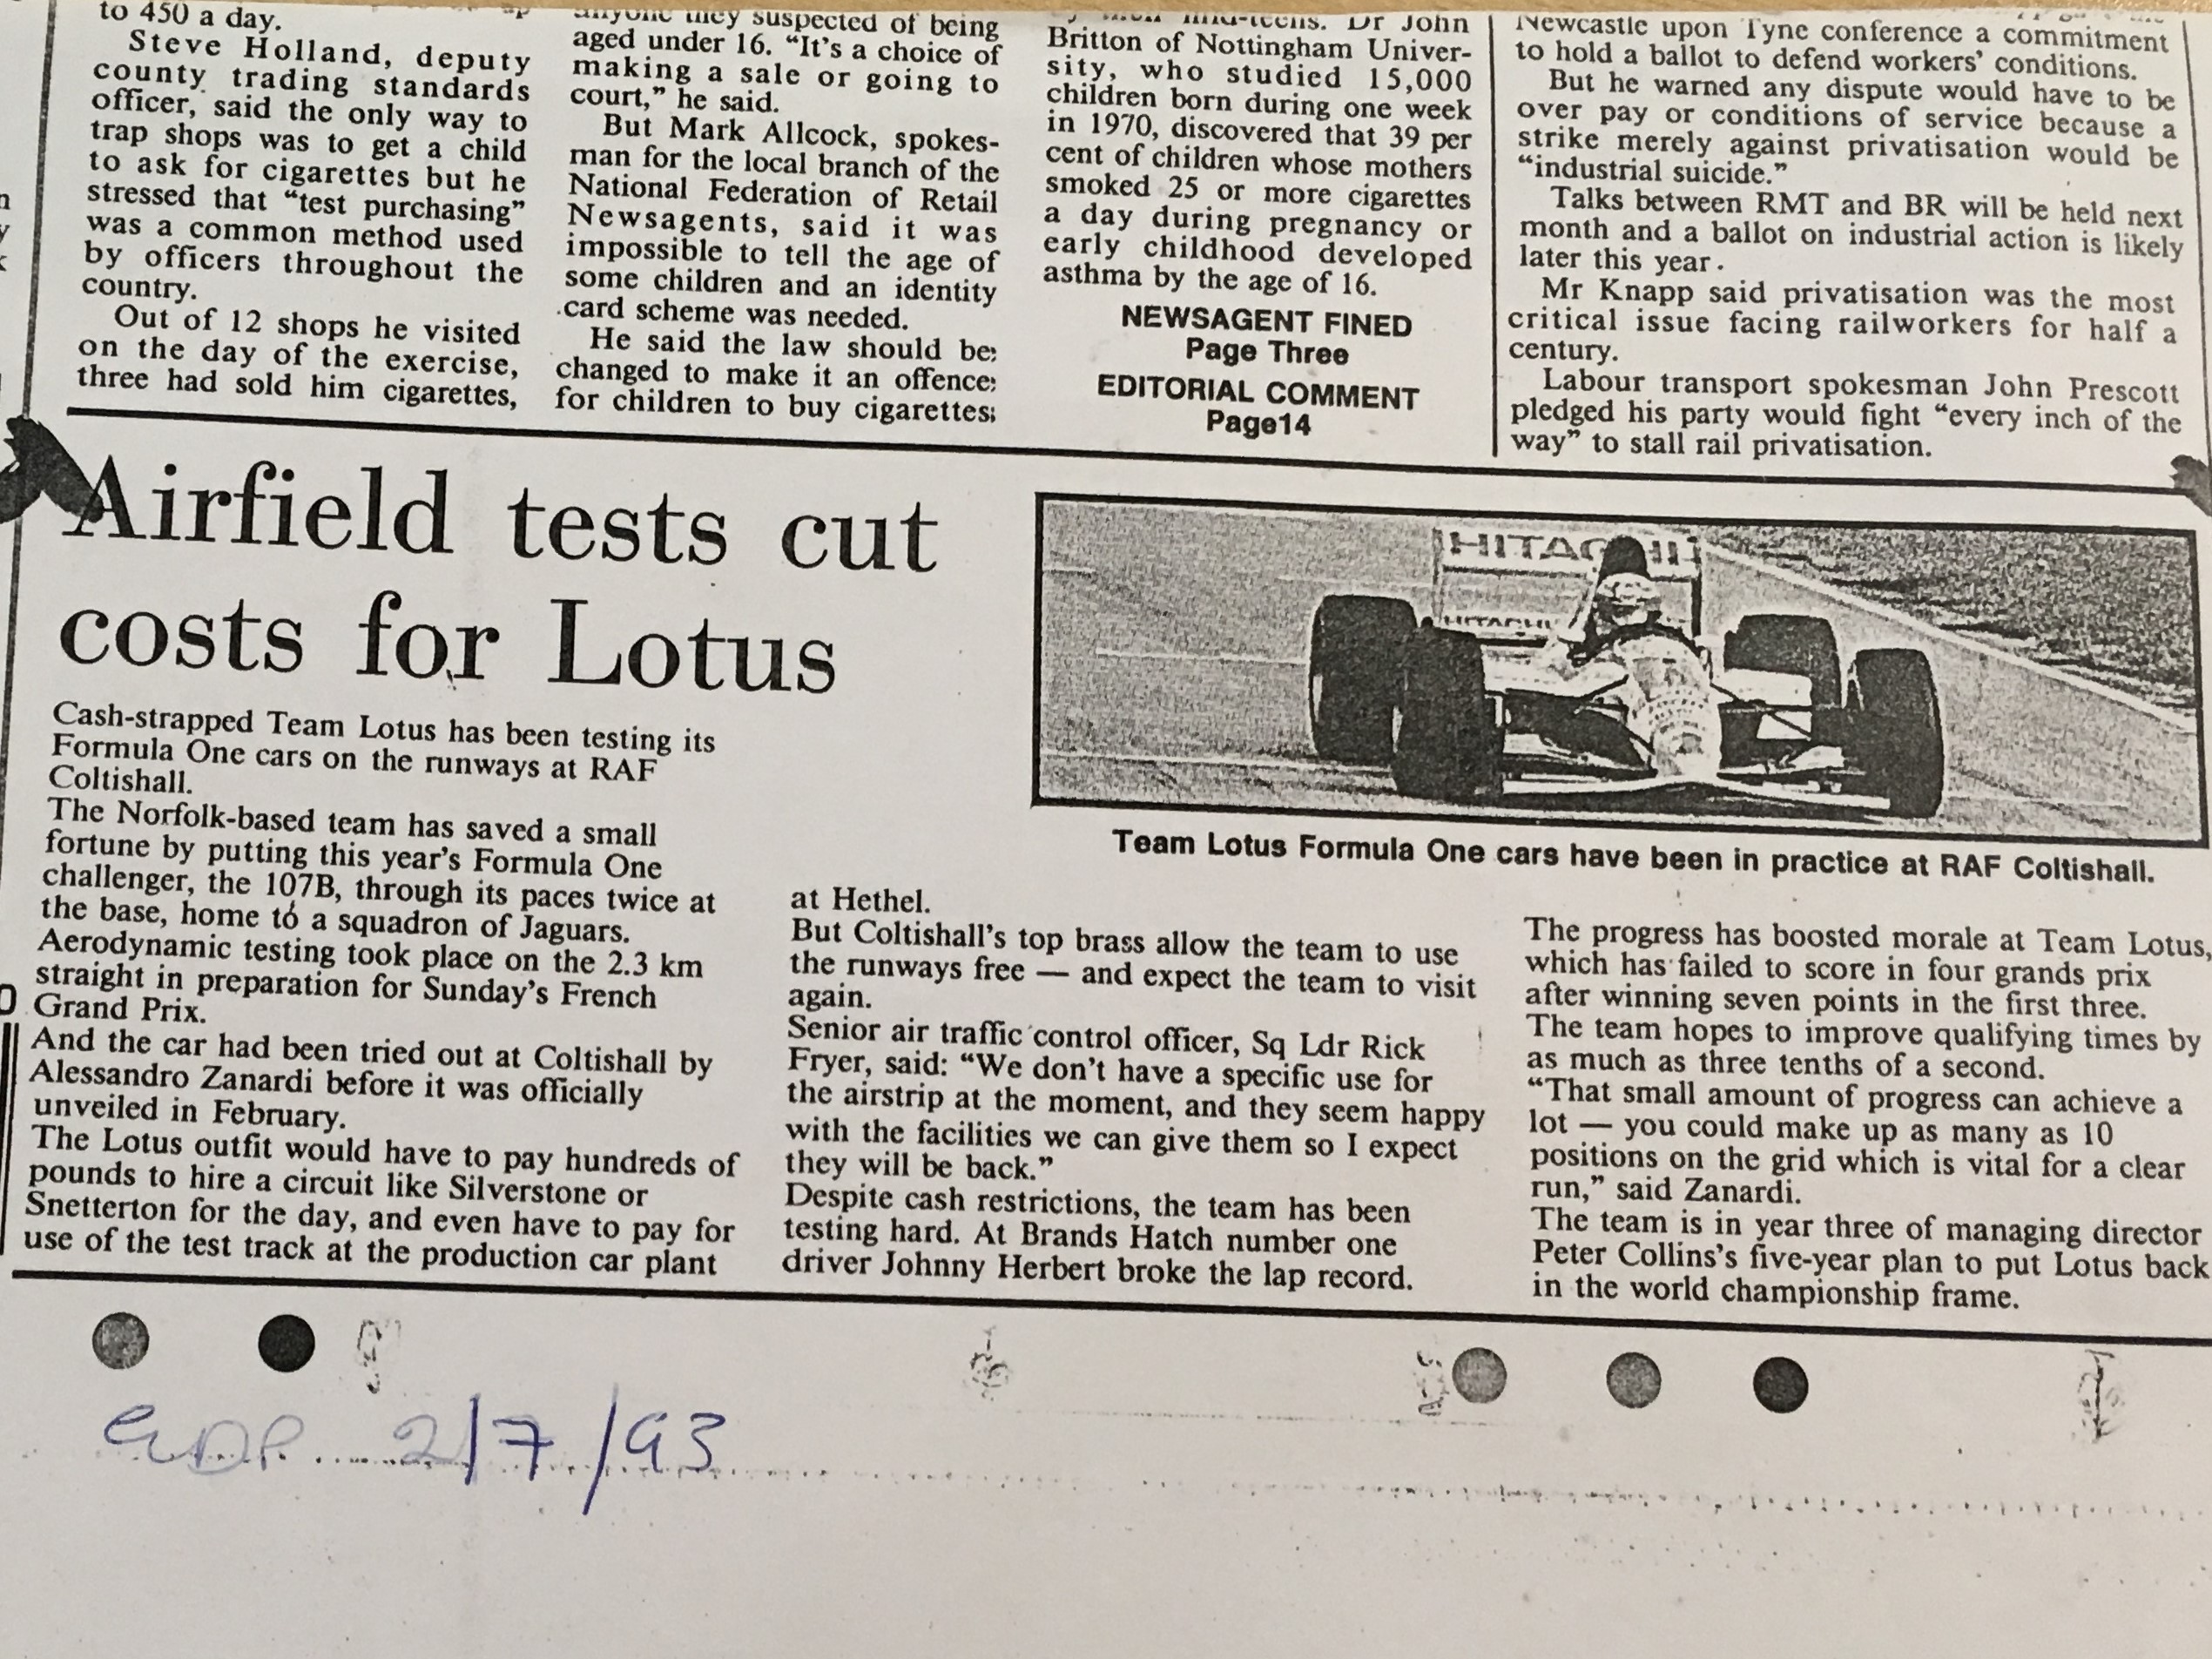 to 450 a day.
Steve Holland, deputy
county trading standards
officer, said the only way to
trap shops was to get a child
to ask for cigarettes but he
stressed that “test purchasing”
was a common method used
by officers throughout the
country.
Out of 12 shops he visited
on the day of the exercise,
three had sold him cigarettes,
anyone they suspected of being
aged under 16. “It's a choice of
making a sale or going to
court,” he said.
But Mark Allcock, spokes-
man for the local branch of the
National Federation of Retail
Newsagents, said it was
impossible to tell the age of
some children and an identity
card scheme was needed.
He said the law should be
changed to make it an offence
for children to buy cigarettes;
mid-teens. Dr John
Britton of Nottingham Univer-
sity, who studied 15,000
children born during one week
in 1970, discovered that 39 per
cent of children whose mothers
smoked 25 or more cigarettes
a day during pregnancy or
early childhood developed
asthma by the age of 16.
NEWSAGENT FINED
Page Three
EDITORIAL COMMENT
Page14
Newcastle upon Tyne conference a commitment
to hold a ballot to defend workers' conditions.
But he warned any dispute would have to be
over pay or conditions of service because a
strike merely against privatisation would be
“industrial suicide.”
Talks between RMT and BR will be held next
month and a ballot on industrial action is likely
later this year.
Mr Knapp said privatisation was the most
critical issue facing railworkers for half a
century.
Labour transport spokesman John Prescott
pledged his party would fight “every inch of the
way” to stall rail privatisation.
Airfield tests cut
costs for Lotus
HITACHI
HITACHI
Team Lotus Formula One cars have been in practice at RAF Coltishall.
Cash-strapped Team Lotus has been testing its
Formula One cars on the runways at RAF
Coltishall.
The Norfolk-based team has saved a small
fortune by putting this year's Formula One
challenger, the 107B, through its paces twice at
the base, home to a squadron of Jaguars.
Aerodynamic testing took place on the 2.3 km
straight in preparation for Sunday's French
Grand Prix.
And the car had been tried out at Coltishall by
Alessandro Zanardi before it was officially
unveiled in February.
The Lotus outfit would have to pay hundreds of
pounds to hire a circuit like Silverstone or
Snetterton for the day, and even have to pay for
use of the test track at the production car plant
at Hethel.
But Coltishall's top brass allow the team to use
the runways free — and expect the team to visit
again.
Senior air traffic control officer, Sq Ldr Rick
Fryer, said: “We don't have a specific use for
the airstrip at the moment, and they seem happy
with the facilities we can give them so I expect
they will be back.”
Despite cash restrictions, the team has been
testing hard. At Brands Hatch number one
driver Johnny Herbert broke the lap record.
The progress has boosted morale at Team Lotus,
which has failed to score in four grands prix
after winning seven points in the first three.
The team hopes to improve qualifying times by
as much as three tenths of a second.
“That small amount of progress can achieve a
lot — you could make up as many as 10
positions on the grid which is vital for a clear
run,” said Zanardi.
The team is in year three of managing director
Peter Collins's five-year plan to put Lotus back
in the world championship frame.
EDP 2/7/93